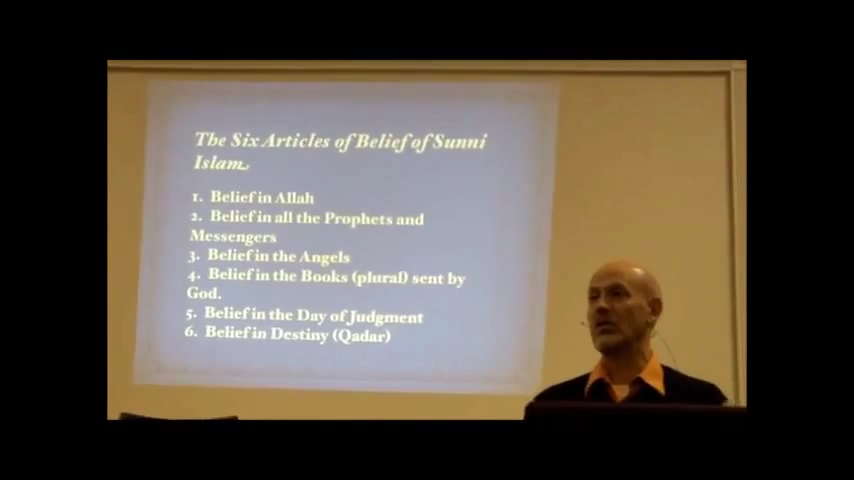 The Six Articles of Belief of Sunni
Islam
1. Belief in Allah
2. Belief in all the Prophets and
Messengers
3. Belief in the Angels
4. Belief in the Books (plural) sent by
God.
5. Belief in the Day of Judgment
6. Belief in Destiny (Qadar)